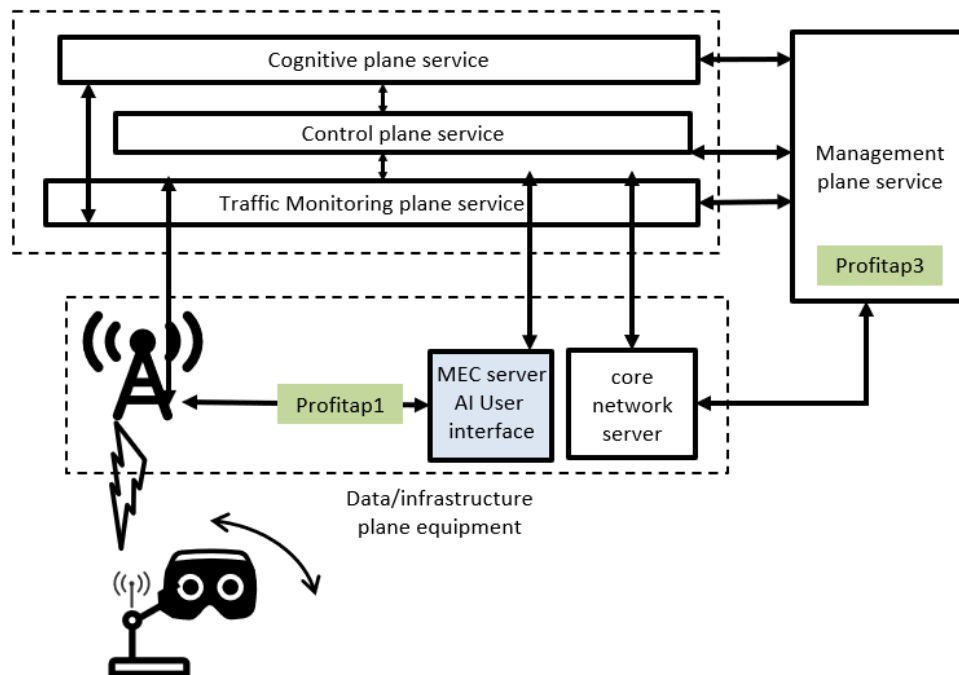 Cognitive plane service
Control plane service
Traffic Monitoring plane service
Management
plane service
Profitap3
Profitap1
MEC server
AI User
interface
core
network
server
Data/infrastructure
plane equipment